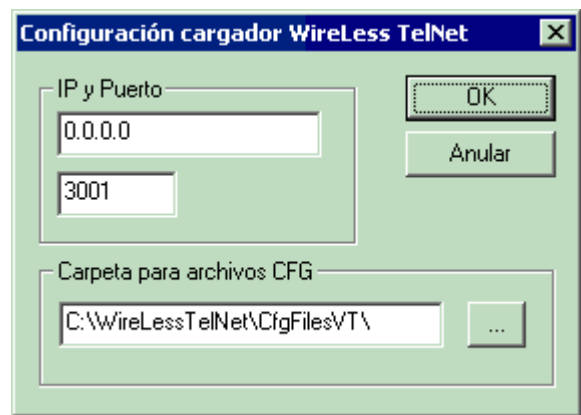 Configuración cargador WireLess TelNet
IP y Puerto
0.0.0.0
3001
OK
Anular
Carpeta para archivos CFG
C:\WireLessTelNet\CfgFilesVT\
...